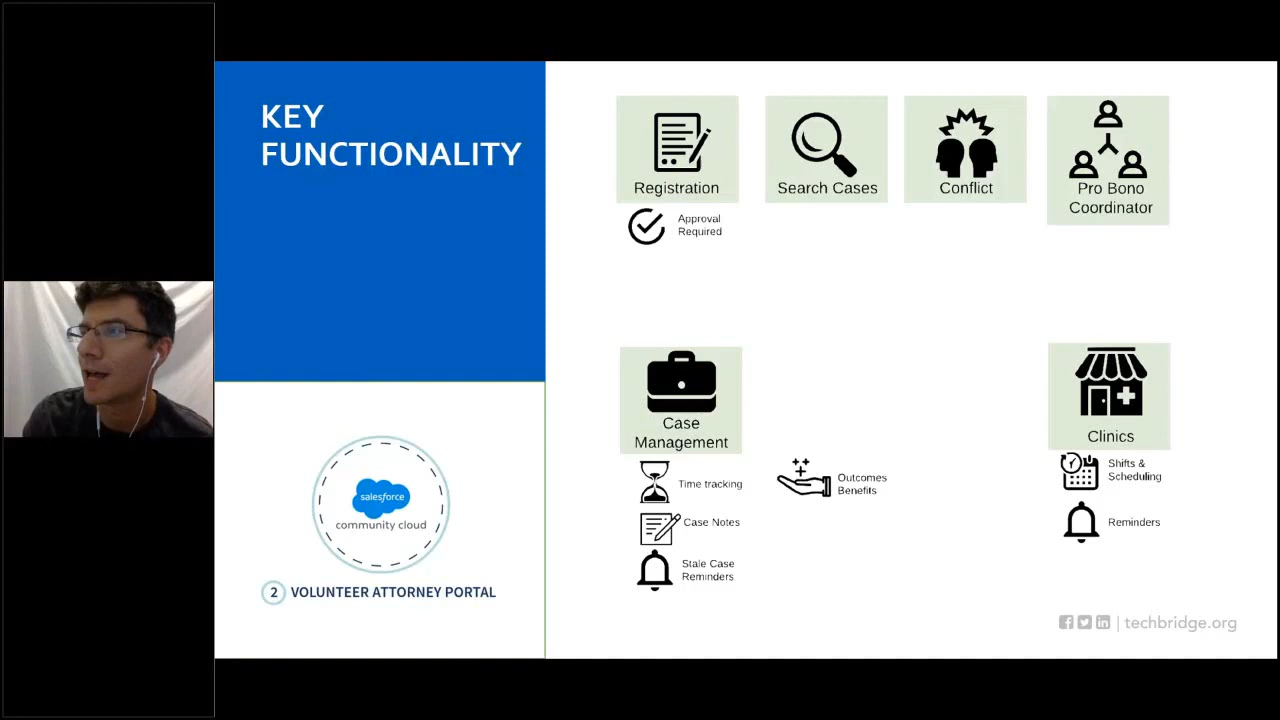 KEY
FUNCTIONALITY
salesforce
community cloud
2 VOLUNTEER ATTORNEY PORTAL
Registration
Approval
Required
Search Cases
Conflict
Pro Bono
Coordinator
Case
Management
Time tracking
Case Notes
Stale Case
Reminders
Outcomes
Benefits
Clinics
Shifts &
Scheduling
Reminders
| techbridge.org